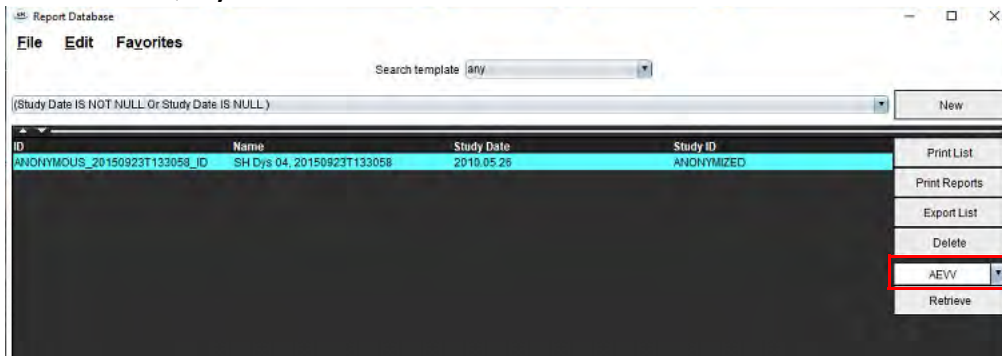 Report Database
File Edit Favorites
Search template any
(Study Date IS NOT NULL Or Study Date IS NULL )
New
ID Name Study Date Study ID
ANONYMOUS_20150923T133058_ID SH Dys 04, 20150923T133058 2010.05.26 ANONYMIZED
Print List
Print Reports
Export List
Delete
AEVV
Retrieve